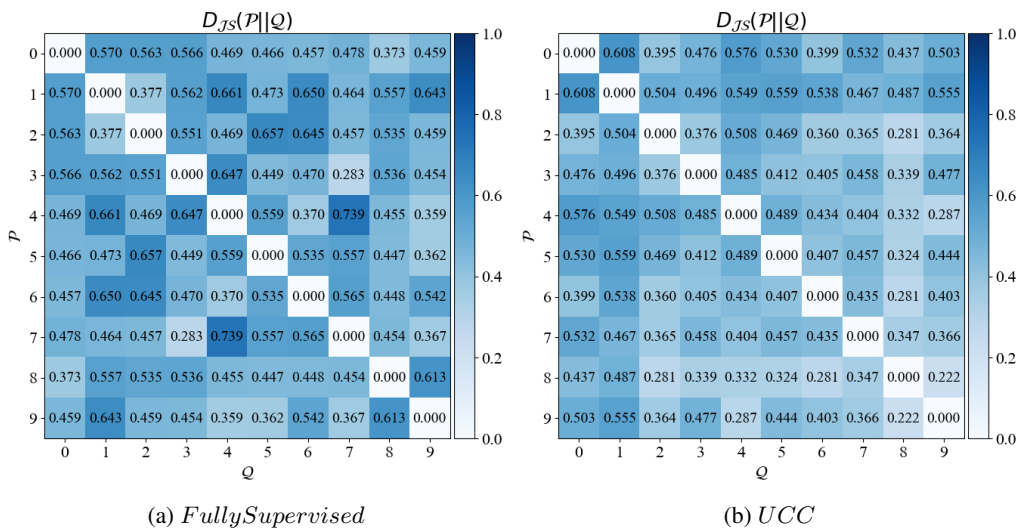 D_JS(P||Q)
0 0.000 0.570 0.563 0.566 0.469 0.466 0.457 0.478 0.373 0.459
1 0.570 0.000 0.377 0.562 0.661 0.473 0.650 0.464 0.557 0.643
2 0.563 0.377 0.000 0.551 0.469 0.657 0.645 0.457 0.535 0.459
3 0.566 0.562 0.551 0.000 0.647 0.449 0.470 0.283 0.536 0.454
4 0.469 0.661 0.469 0.647 0.000 0.559 0.370 0.739 0.455 0.359
5 0.466 0.473 0.657 0.449 0.559 0.000 0.535 0.557 0.447 0.362
6 0.457 0.650 0.645 0.470 0.370 0.535 0.000 0.565 0.448 0.542
7 0.478 0.464 0.457 0.283 0.739 0.557 0.565 0.000 0.454 0.367
8 0.373 0.557 0.535 0.536 0.455 0.447 0.448 0.454 0.000 0.613
9 0.459 0.643 0.459 0.454 0.359 0.362 0.542 0.367 0.613 0.000
0 1 2 3 4 5 6 7 8 9
P
Q
1.0
0.8
0.6
0.4
0.2
0.0
(a) FullySupervised
D_JS(P||Q)
0 0.000 0.608 0.395 0.476 0.576 0.530 0.399 0.532 0.437 0.503
1 0.608 0.000 0.504 0.496 0.549 0.559 0.538 0.467 0.487 0.555
2 0.395 0.504 0.000 0.376 0.508 0.469 0.360 0.365 0.281 0.364
3 0.476 0.496 0.376 0.000 0.485 0.412 0.405 0.458 0.339 0.477
4 0.576 0.549 0.508 0.485 0.000 0.489 0.434 0.404 0.332 0.287
5 0.530 0.559 0.469 0.412 0.489 0.000 0.407 0.457 0.324 0.444
6 0.399 0.538 0.360 0.405 0.434 0.407 0.000 0.435 0.281 0.403
7 0.532 0.467 0.365 0.458 0.404 0.457 0.435 0.000 0.347 0.366
8 0.437 0.487 0.281 0.339 0.332 0.324 0.281 0.347 0.000 0.222
9 0.503 0.555 0.364 0.477 0.287 0.444 0.403 0.366 0.222 0.000
0 1 2 3 4 5 6 7 8 9
P
Q
1.0
0.8
0.6
0.4
0.2
0.0
(b) UCC